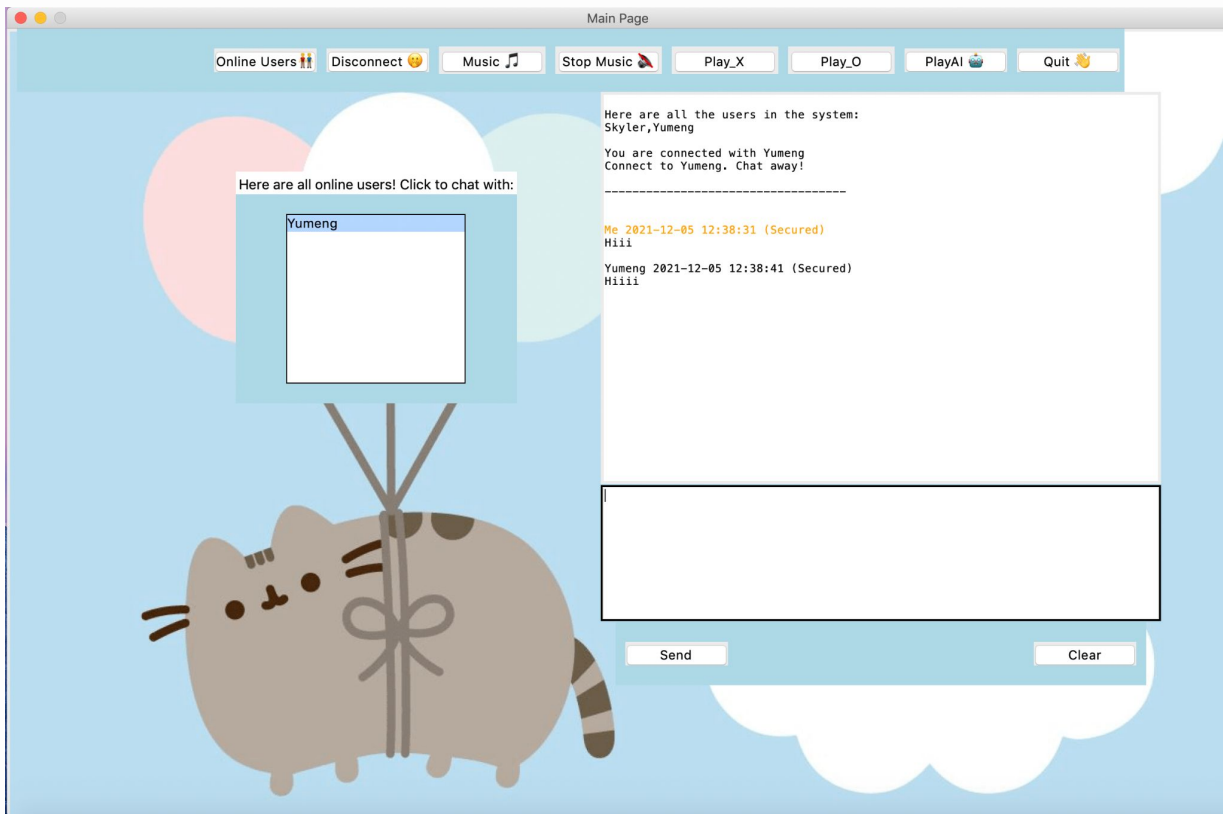 Main Page
Online Users👬 Disconnect 🤫 Music 🎵 Stop Music 🔕 Play_X Play_O PlayAI 🤖 Quit 👋
Here are all online users! Click to chat with:
Yumeng
Here are all the users in the system:
Skyler,Yumeng
You are connected with Yumeng
Connect to Yumeng. Chat away!
-----------------------------------
Me 2021-12-05 12:38:31 (Secured)
Hiii
Yumeng 2021-12-05 12:38:41 (Secured)
Hiiii
Send Clear